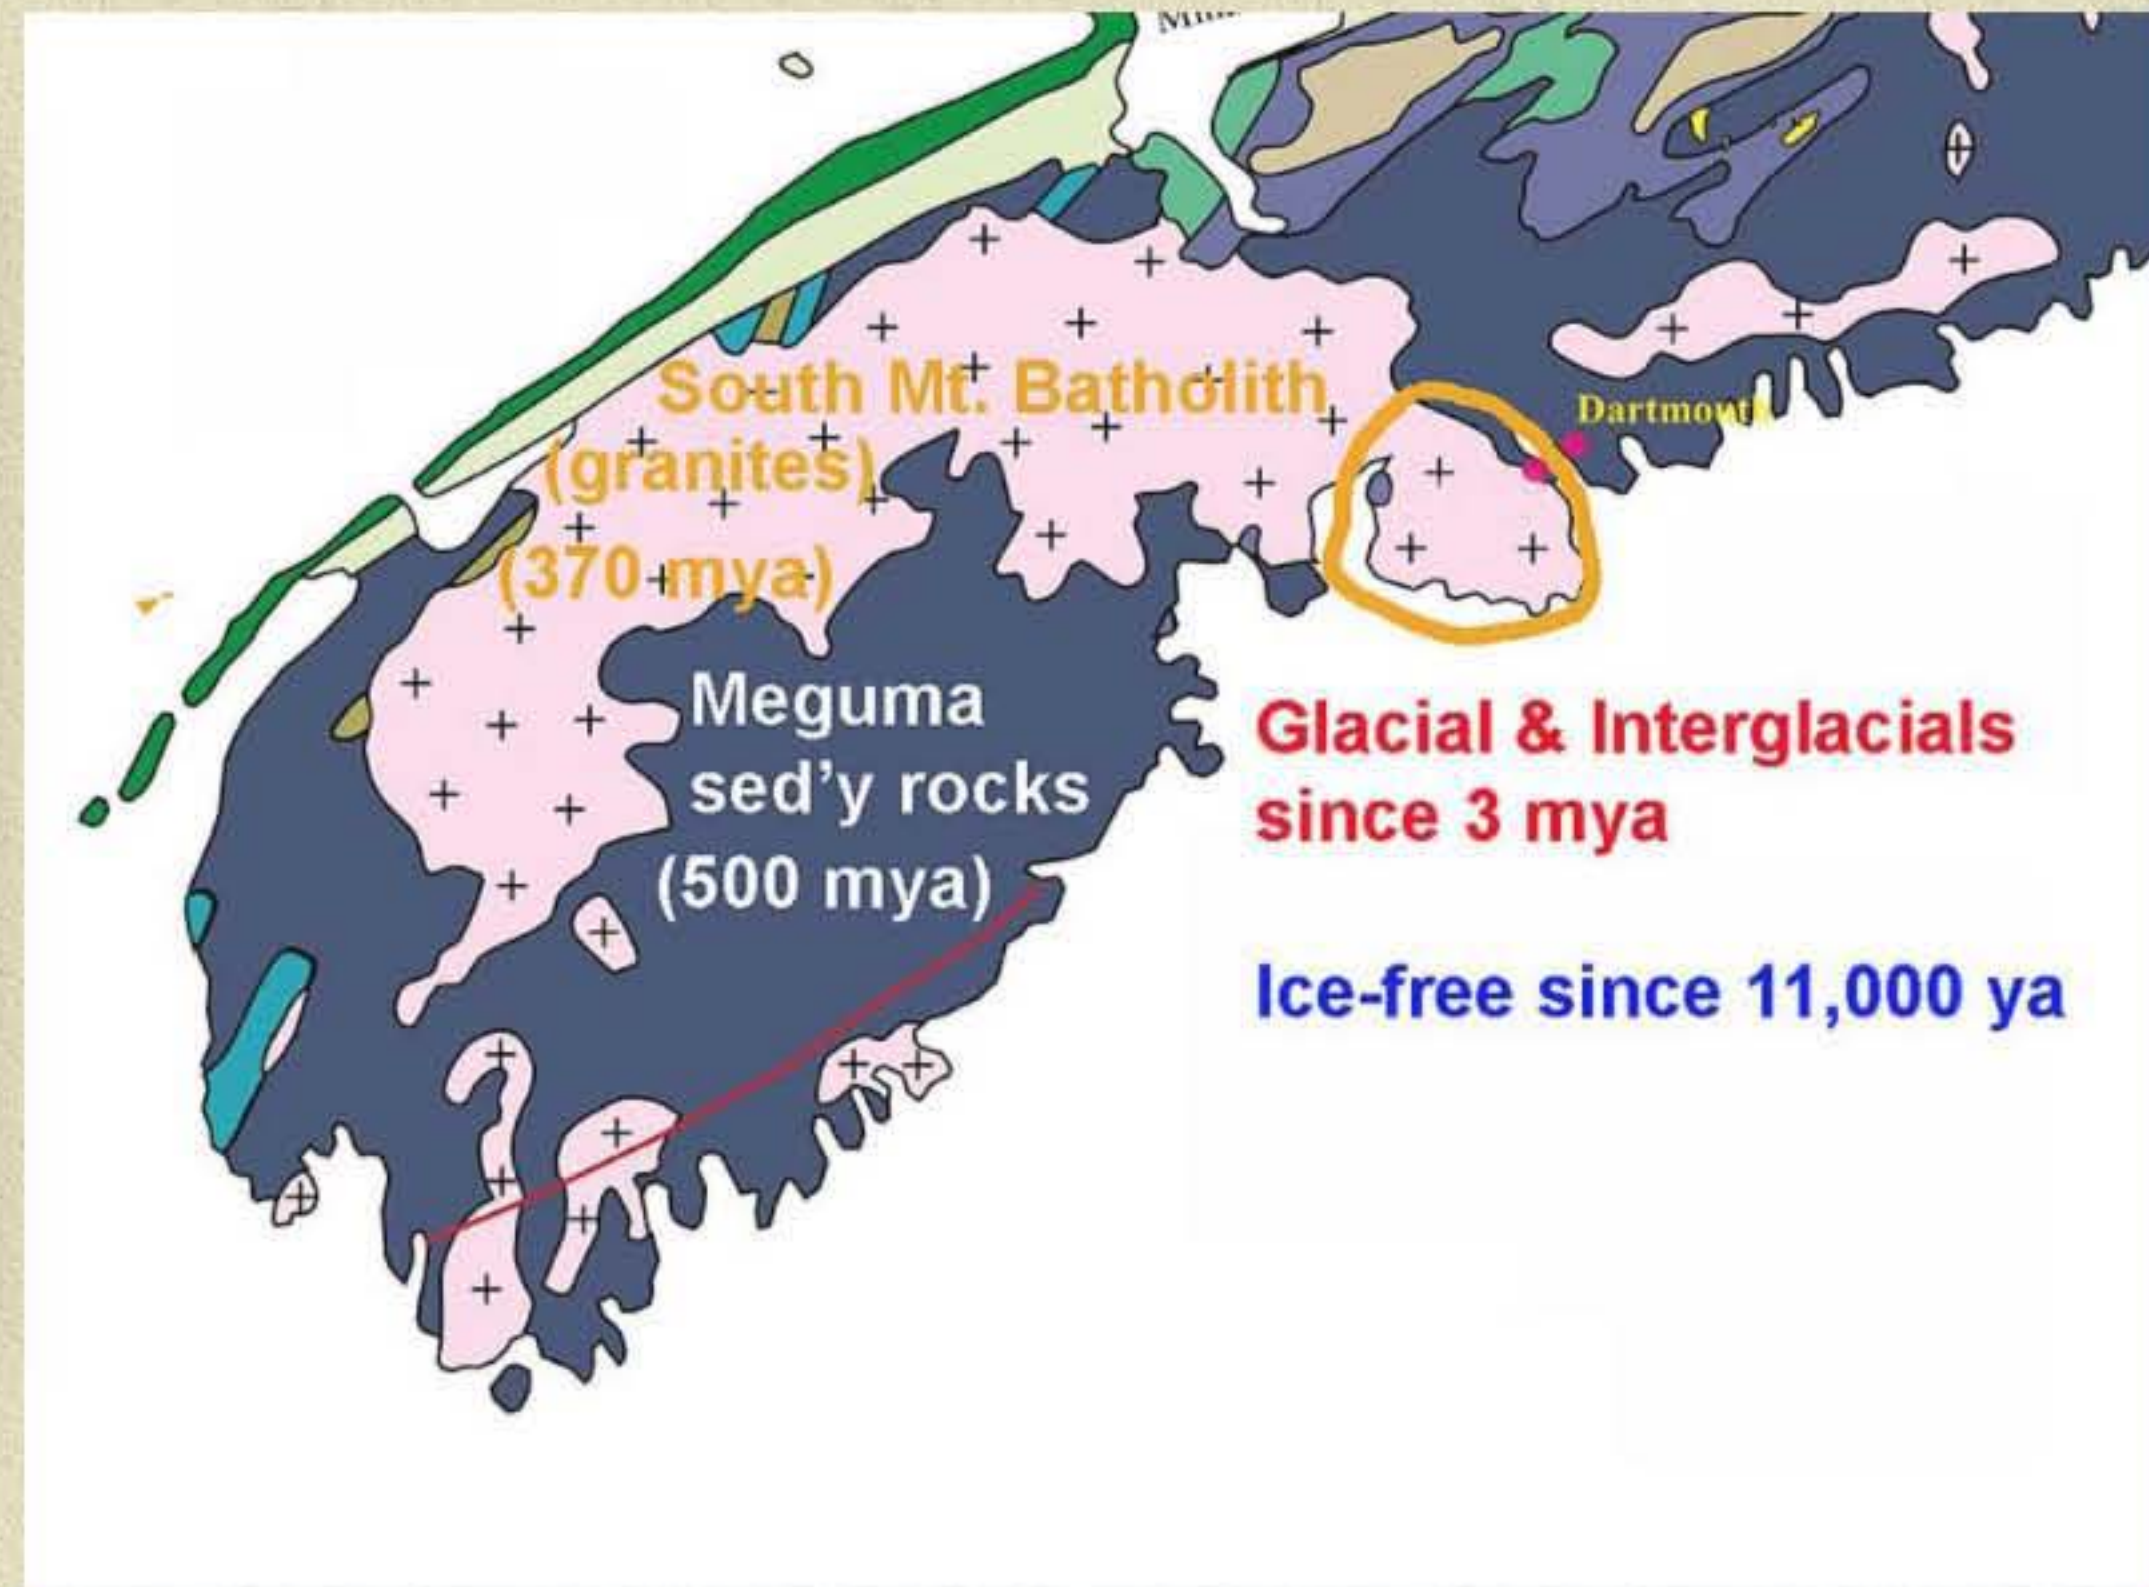 South Mt. Batholith
(granites)
(370 mya)
Dartmouth
Meguma
sed’y rocks
(500 mya)
Glacial & Interglacials
since 3 mya
Ice-free since 11,000 ya